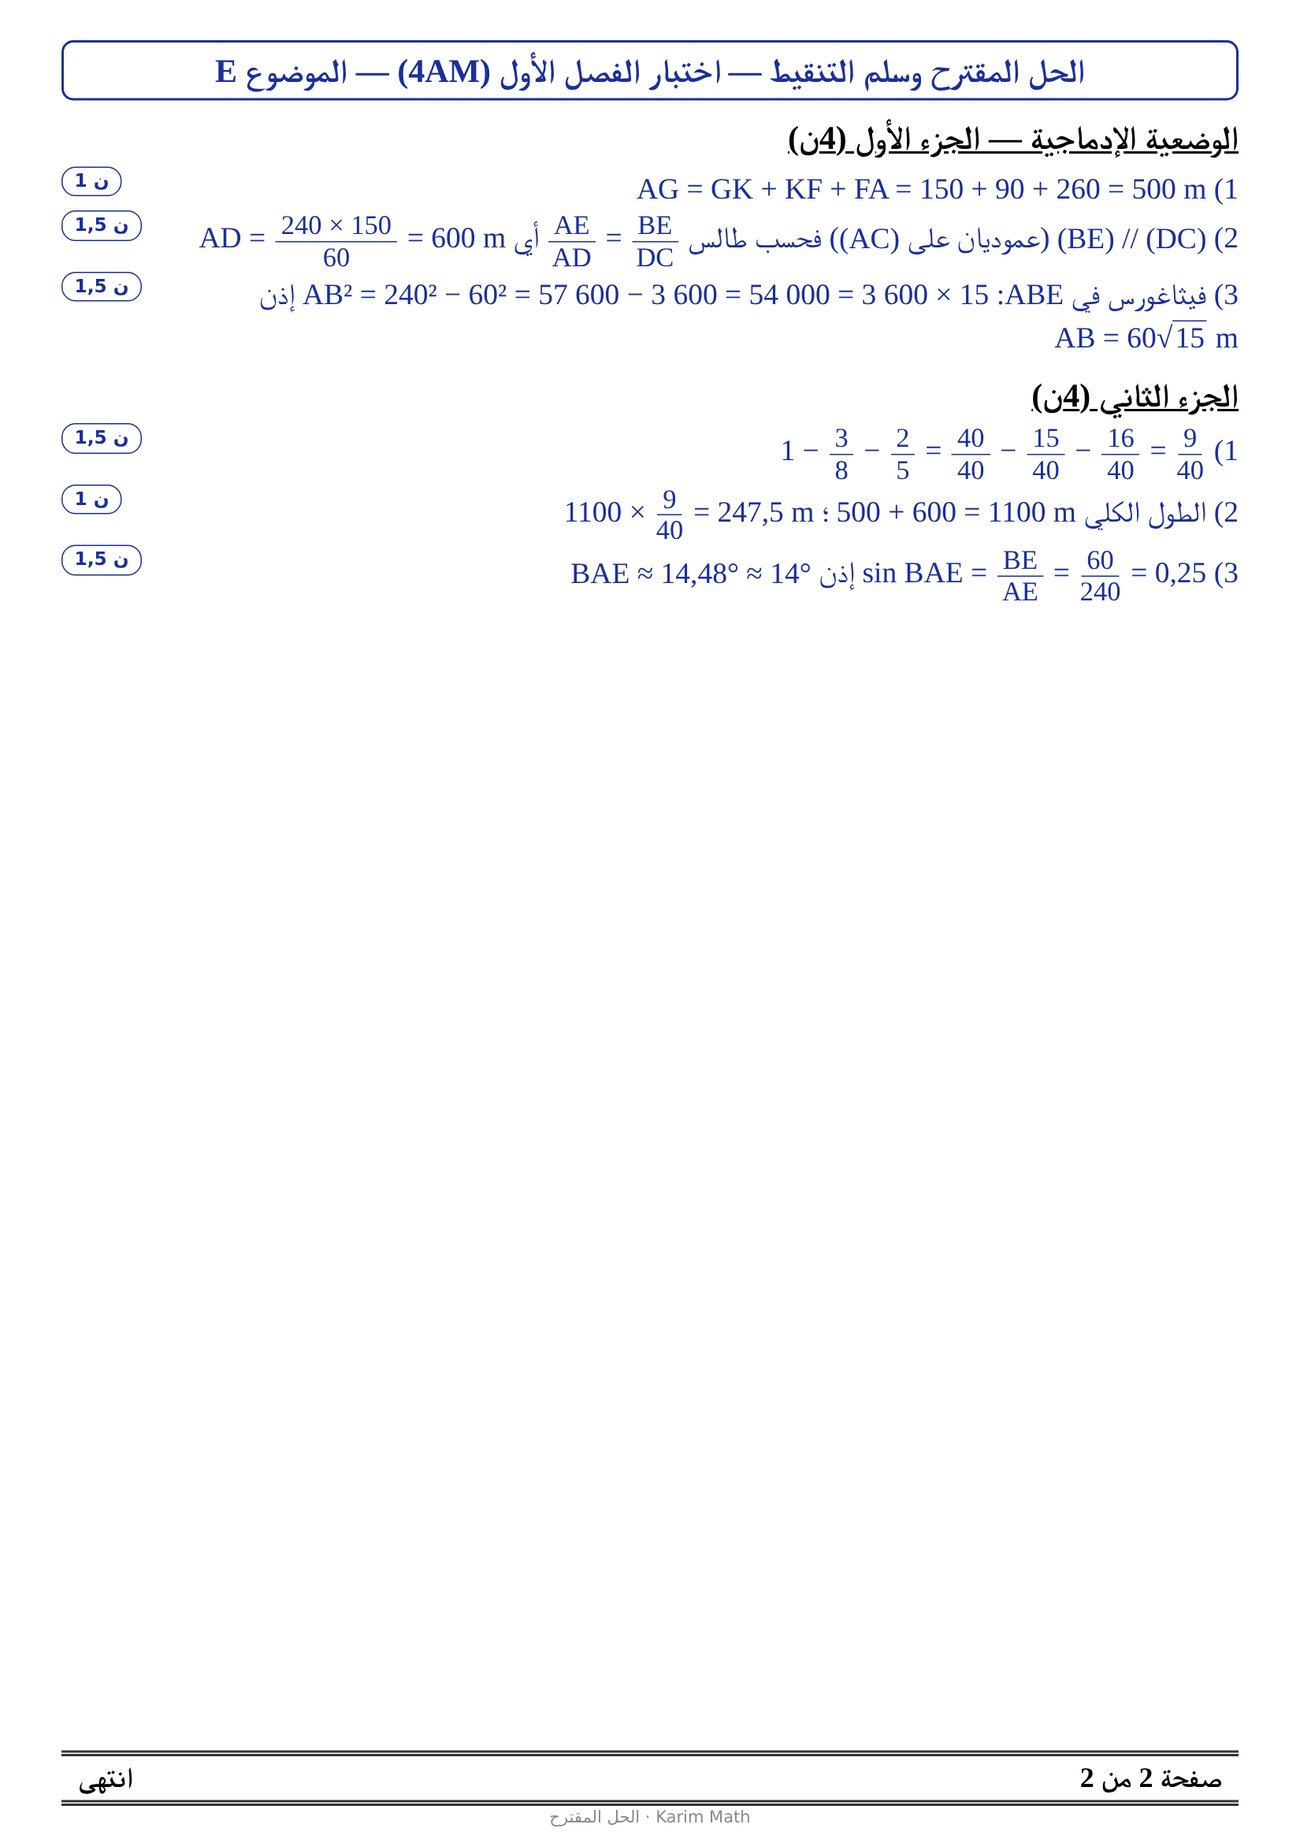 الحل المقترح وسلم التنقيط — اختبار الفصل الأول (4AM) — الموضوع E
الوضعية الإدماجية — الجزء الأول (4ن)
1) AG = GK + KF + FA = 150 + 90 + 260 = 500 m
1 ن
2) (BE) // (DC) (عموديان على (AC)) فحسب طالس AE/AD = BE/DC أي AD = (240 × 150)/60 = 600 m
1,5 ن
3) فيثاغورس في ABE: AB² = 240² − 60² = 57 600 − 3 600 = 54 000 = 3 600 × 15 إذن
1,5 ن
AB = 60√15 m
الجزء الثاني (4ن)
1) 1 − 3/8 − 2/5 = 40/40 − 15/40 − 16/40 = 9/40
1,5 ن
2) الطول الكلي 500 + 600 = 1100 m ؛ 1100 × 9/40 = 247,5 m
1 ن
3) sin BAE = BE/AE = 60/240 = 0,25 إذن BAE ≈ 14,48° ≈ 14°
1,5 ن
صفحة 2 من 2
انتهى
Karim Math · الحل المقترح